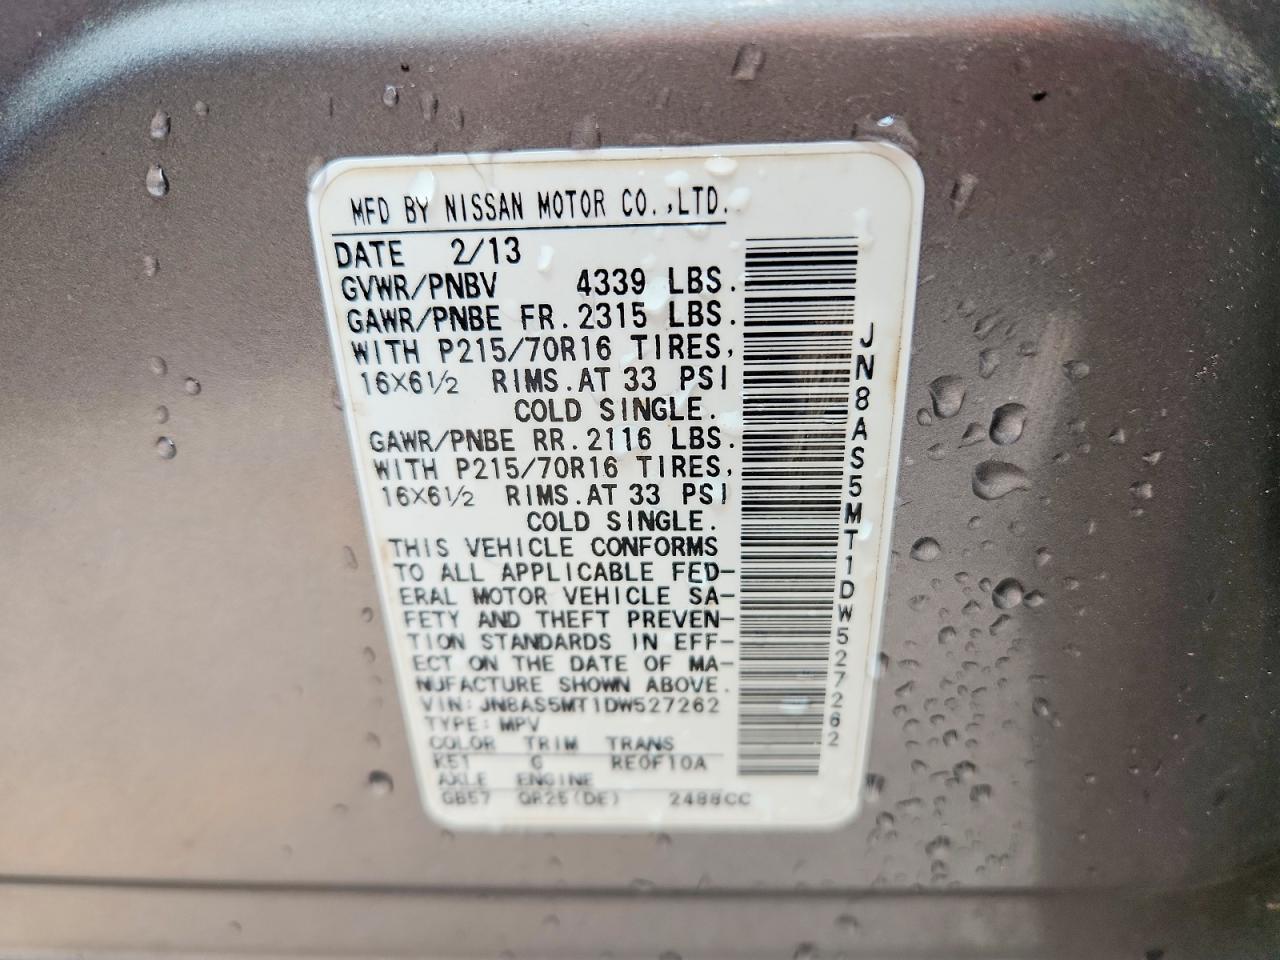 MFD BY NISSAN MOTOR CO.,LTD.
DATE 2/13
GVWR/PNBV 4339 LBS.
GAWR/PNBE FR. 2315 LBS.
WITH P215/70R16 TIRES,
16×6½ RIMS. AT 33 PSI
COLD SINGLE.
GAWR/PNBE RR. 2116 LBS.
WITH P215/70R16 TIRES,
16×6½ RIMS. AT 33 PSI
COLD SINGLE.
THIS VEHICLE CONFORMS
TO ALL APPLICABLE FED-
ERAL MOTOR VEHICLE SA-
FETY AND THEFT PREVEN-
TION STANDARDS IN EFF-
ECT ON THE DATE OF MA-
NUFACTURE SHOWN ABOVE.
VIN: JN8AS5MT1DW527262
TYPE: MPV
COLOR TRIM TRANS
K51 G RE0F10A
AXLE ENGINE
GB57 QR25(DE) 2488CC
JN8AS5MT1DW527262